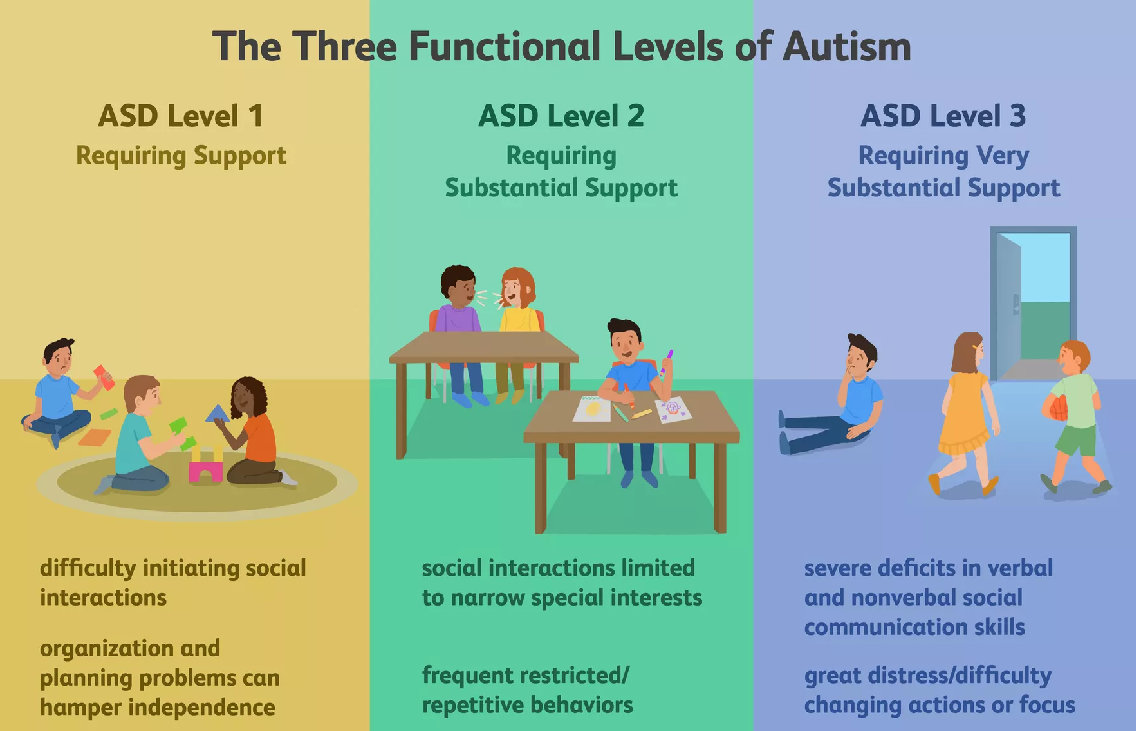 The Three Functional Levels of Autism
ASD Level 1
Requiring Support
difficulty initiating social
interactions
organization and
planning problems can
hamper independence
ASD Level 2
Requiring
Substantial Support
social interactions limited
to narrow special interests
frequent restricted/
repetitive behaviors
ASD Level 3
Requiring Very
Substantial Support
severe deficits in verbal
and nonverbal social
communication skills
great distress/difficulty
changing actions or focus